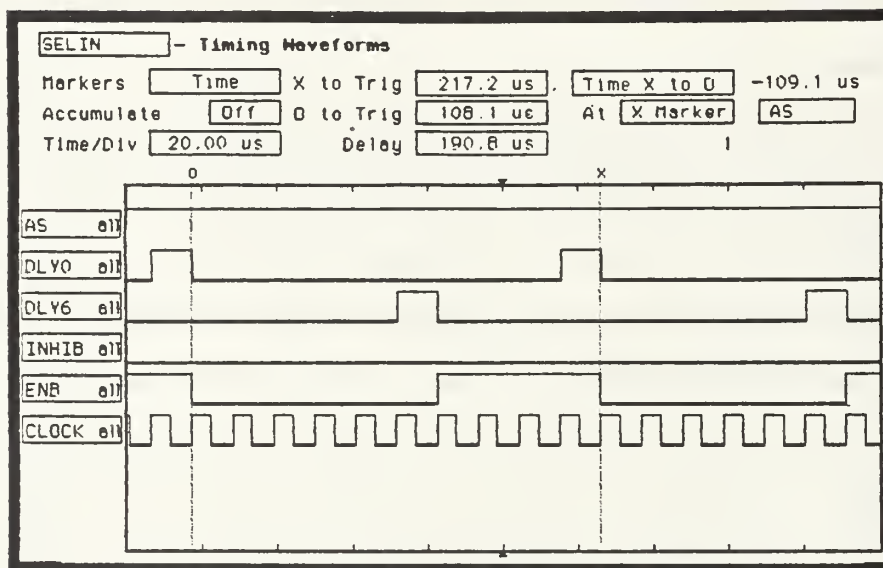 SELIN - Timing Waveforms
Markers Time X to Trig 217.2 us, Time X to O -109.1 us
Accumulate Off O to Trig 108.1 us At X Marker AS
Time/Div 20.00 us Delay 190.8 us 1
O X
AS all
DLY0 all
DLY6 all
INHIB all
ENB all
CLOCK all